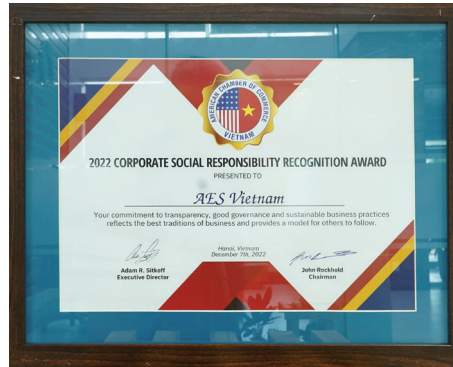 AMERICAN CHAMBER OF COMMERCE
VIETNAM
2022 CORPORATE SOCIAL RESPONSIBILITY RECOGNITION AWARD
PRESENTED TO
AES Vietnam
Your commitment to transparency, good governance and sustainable business practices
reflects the best traditions of business and provides a model for others to follow.
Hanoi, Vietnam
December 7th, 2022
Adam R. Sitkoff
Executive Director
John Rockhold
Chairman